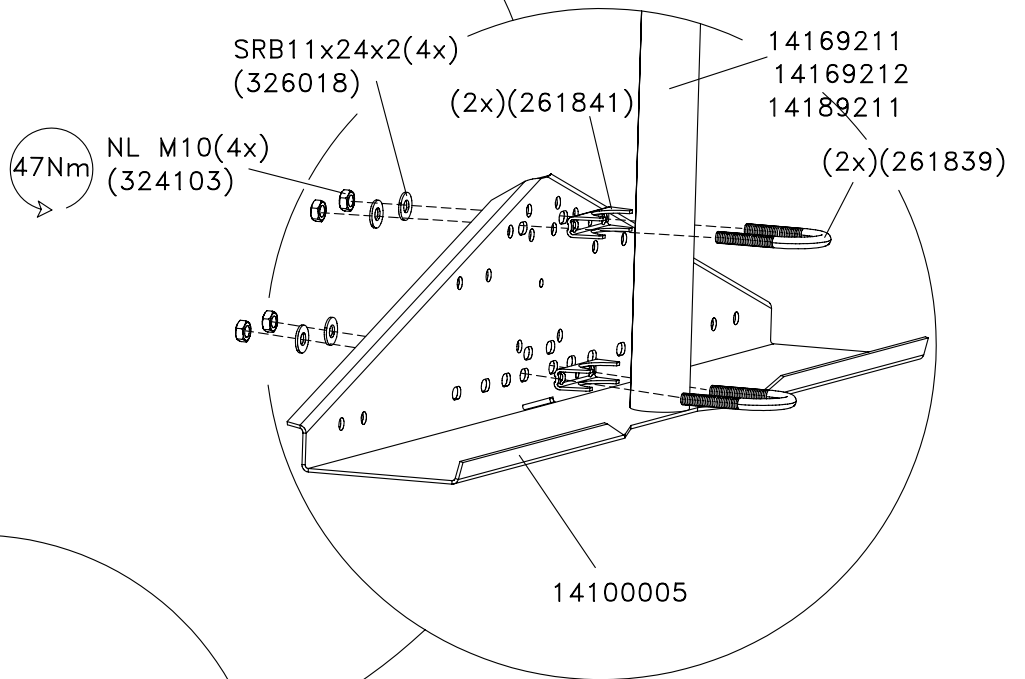 SRB11x24x2(4x)
(326018)
14169211
14169212
14189211
(2x)(261841)
NL M10(4x)
(324103)
47Nm
(2x)(261839)
14100005